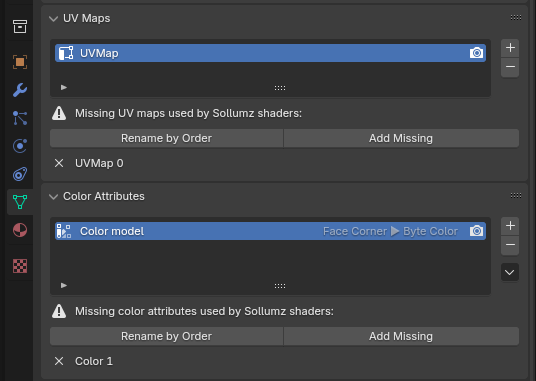 UV Maps
UVMap
Missing UV maps used by Sollumz shaders:
Rename by Order Add Missing
UVMap 0
Color Attributes
Color model Face Corner ▶ Byte Color
Missing color attributes used by Sollumz shaders:
Rename by Order Add Missing
Color 1